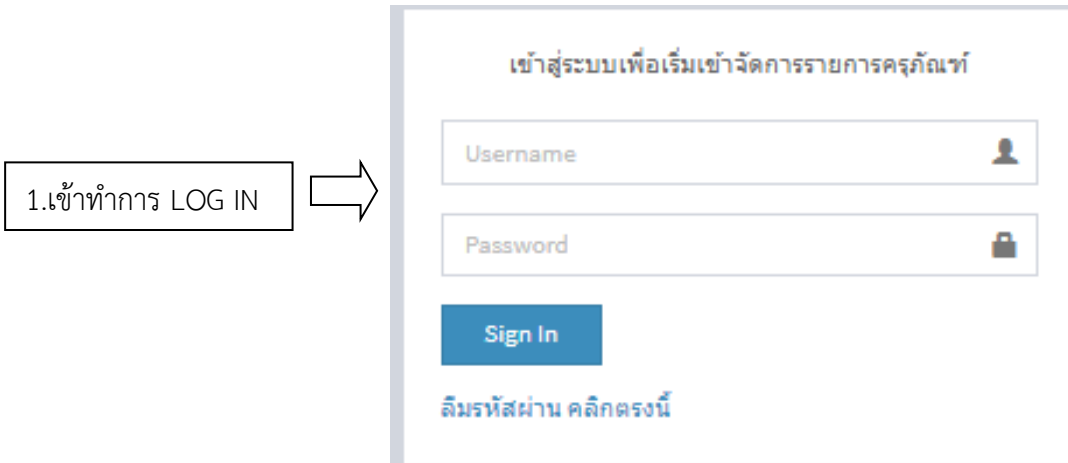 เข้าสู่ระบบเพื่อเริ่มเข้าจัดการรายการครุภัณฑ์
Username
1.เข้าทำการ LOG IN
Password
Sign In
ลืมรหัสผ่าน คลิกตรงนี้